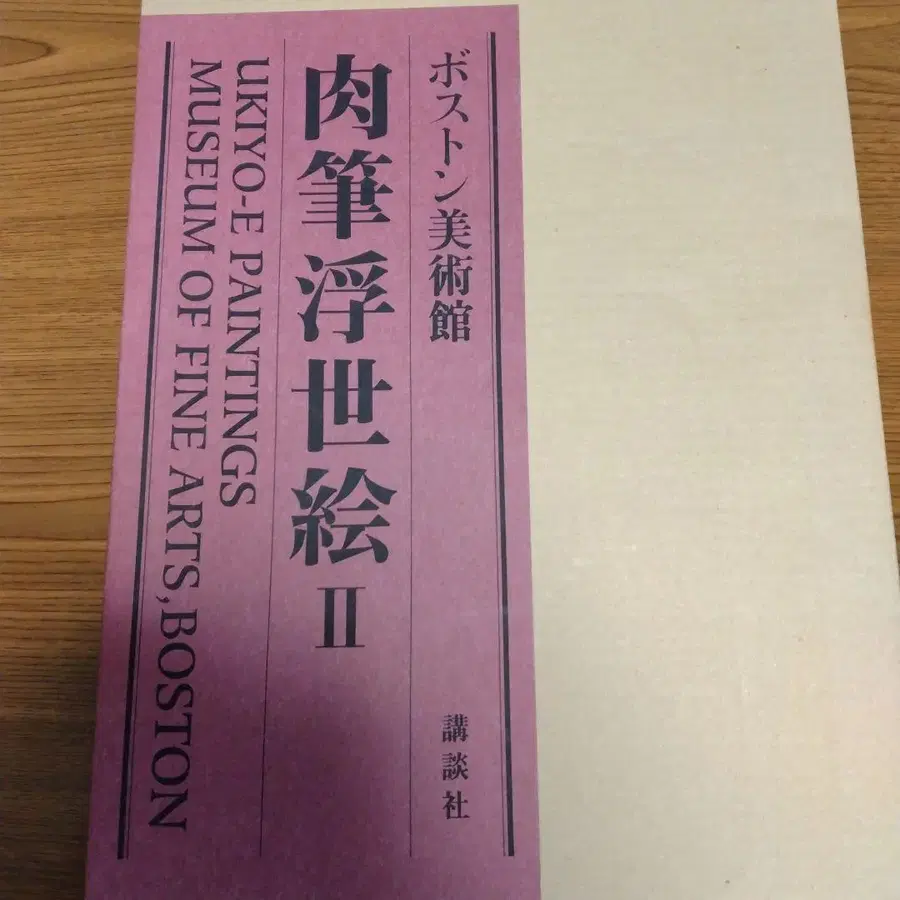 ボストン美術館
講談社
肉筆浮世絵 II
UKIYO-E PAINTINGS
MUSEUM OF FINE ARTS, BOSTON